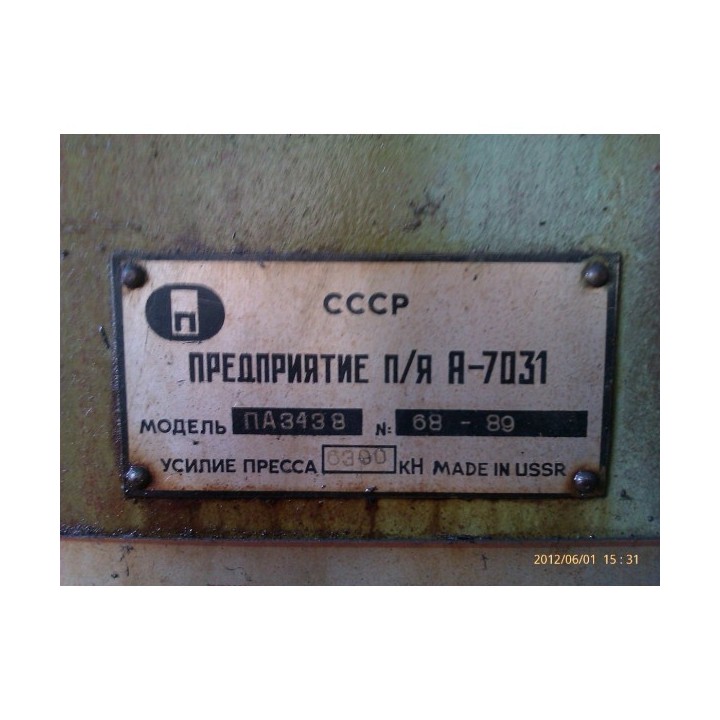 П
СССР
ПРЕДПРИЯТИЕ П/Я А-7031
МОДЕЛЬ ПА3438 №: 68 - 89
УСИЛИЕ ПРЕССА 6300 КН MADE IN USSR
2012/06/01 15:31